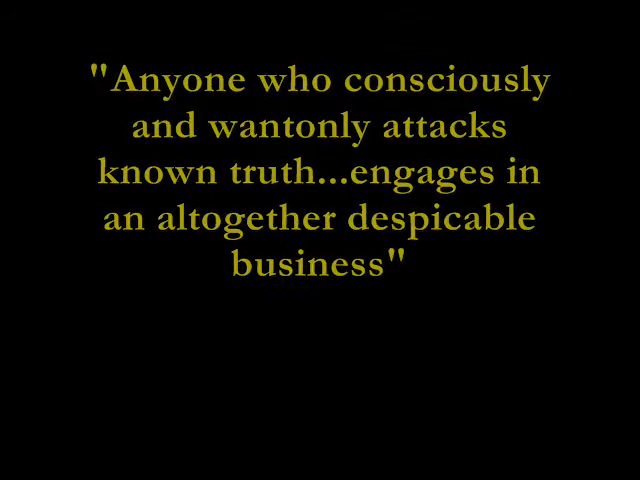 "Anyone who consciously
and wantonly attacks
known truth...engages in
an altogether despicable
business"